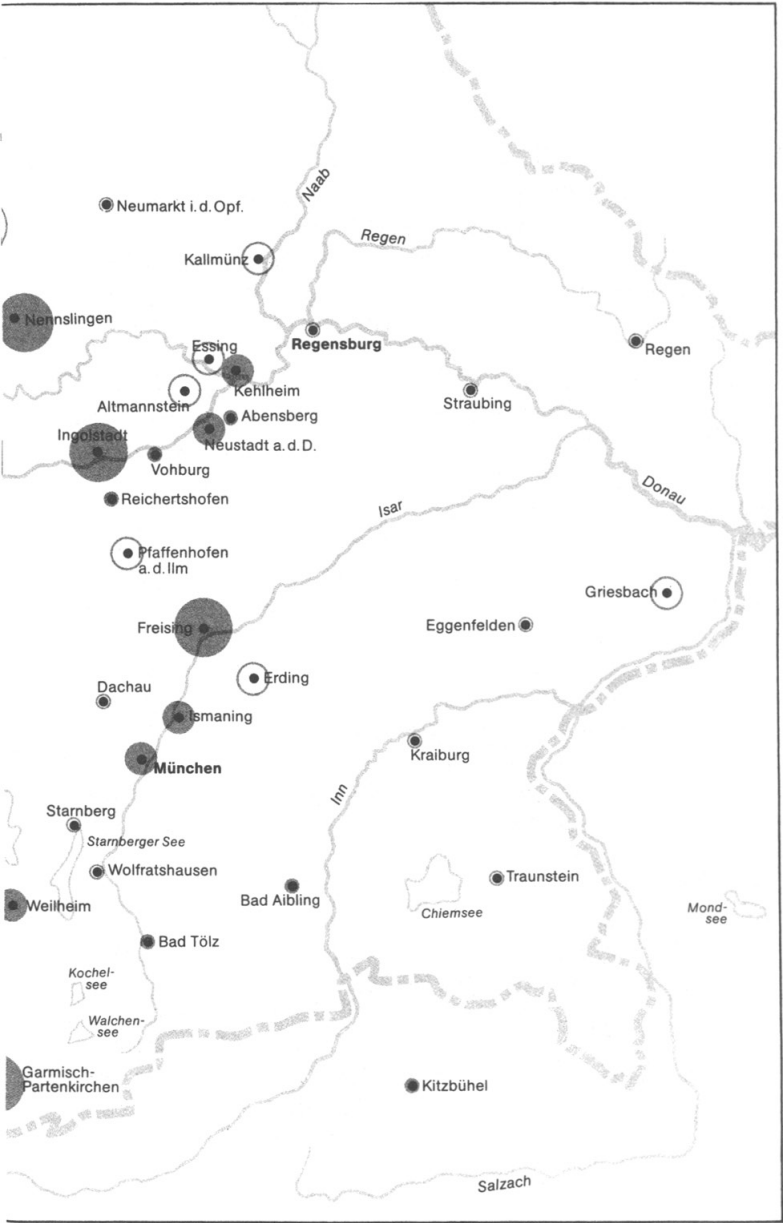 Naab
Neumarkt i. d. Opf.
Regen
Kallmünz
Nennslingen
Essing
Regensburg
Regen
Kehlheim
Altmannstein
Straubing
Abensberg
Ingolstadt
Neustadt a. d. D.
Vohburg
Donau
Reichertshofen
Isar
Pfaffenhofen
a. d. Ilm
Griesbach
Freising
Eggenfelden
Erding
Dachau
Ismaning
Kraiburg
München
Inn
Starnberg
Starnberger See
Wolfratshausen
Traunstein
Bad Aibling
Weilheim
Chiemsee
Mond-
see
Bad Tölz
Kochel-
see
Walchen-
see
Garmisch-
Partenkirchen
Kitzbühel
Salzach